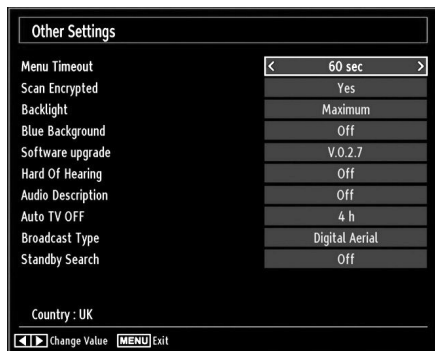 Other Settings
Menu Timeout < 60 sec >
Scan Encrypted Yes
Backlight Maximum
Blue Background Off
Software upgrade V.0.2.7
Hard Of Hearing Off
Audio Description Off
Auto TV OFF 4 h
Broadcast Type Digital Aerial
Standby Search Off
Country : UK
Change Value MENU Exit